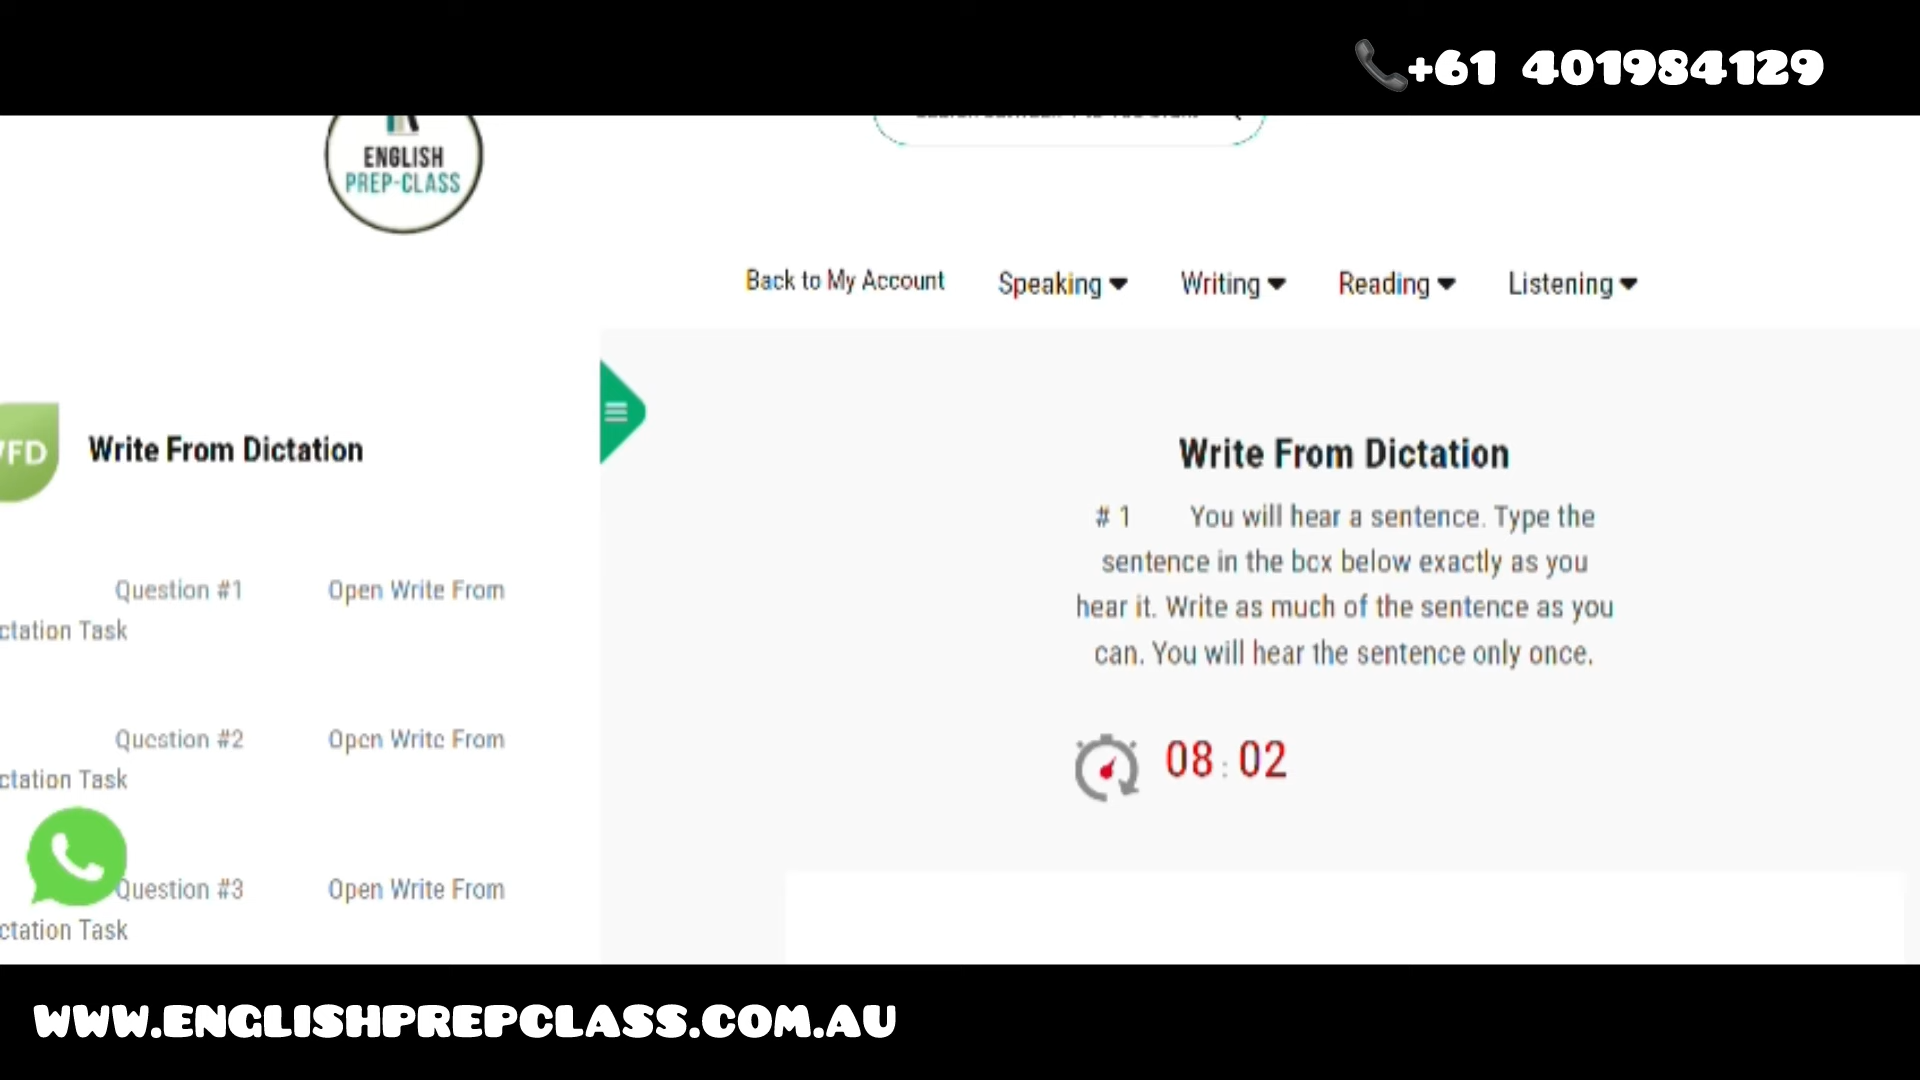 +61 401984129
ENGLISH
PREP-CLASS
Back to My Account
Speaking
Writing
Reading
Listening
FD
Write From Dictation
Question #1 Open Write From
ctation Task
Question #2 Open Write From
ctation Task
Question #3 Open Write From
ctation Task
Write From Dictation
# 1 You will hear a sentence. Type the
sentence in the box below exactly as you
hear it. Write as much of the sentence as you
can. You will hear the sentence only once.
08 : 02
WWW.ENGLISHPREPCLASS.COM.AU